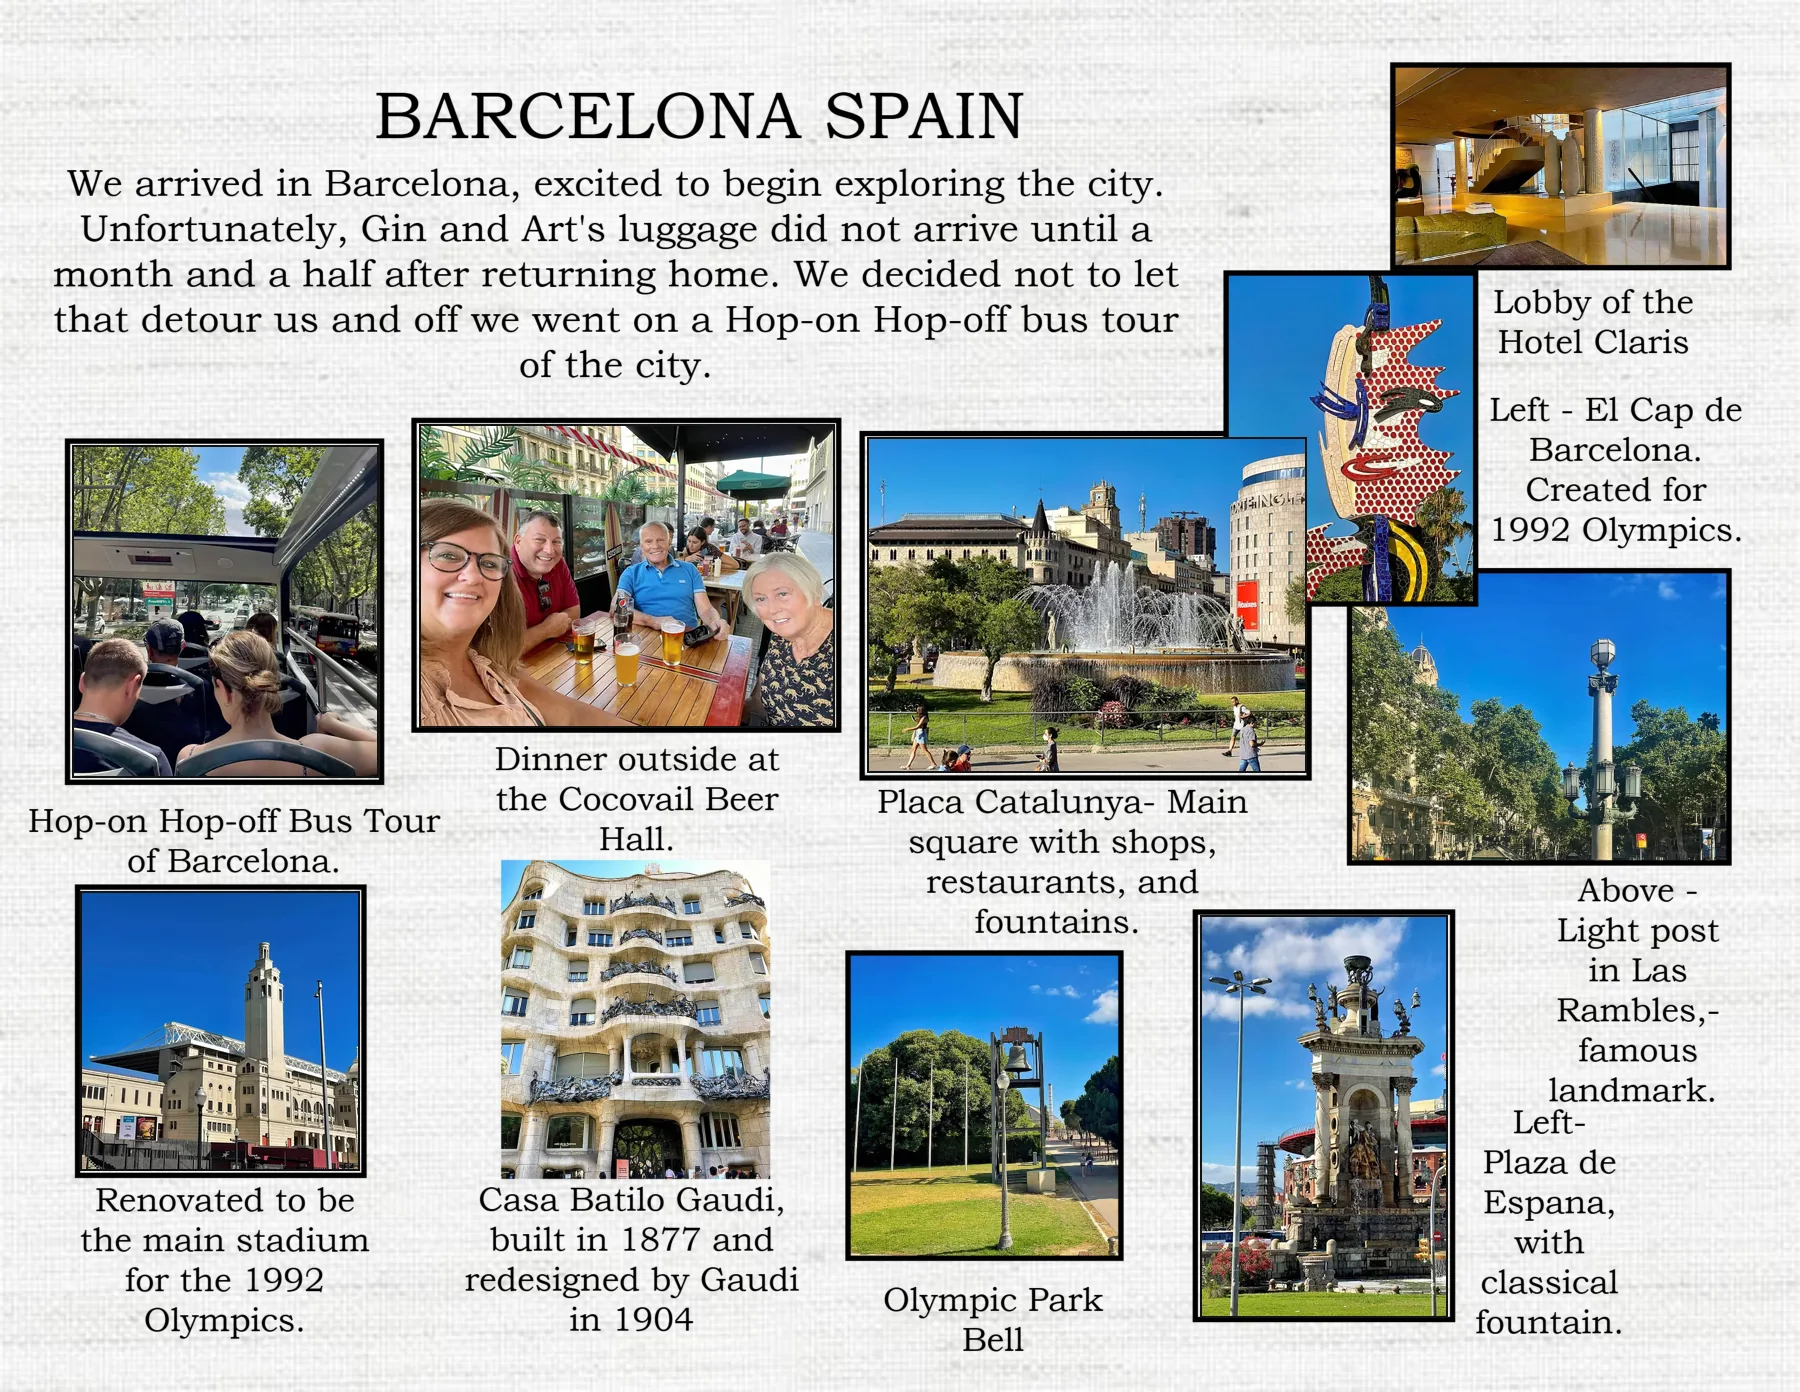 BARCELONA SPAIN
We arrived in Barcelona, excited to begin exploring the city.
Unfortunately, Gin and Art's luggage did not arrive until a
month and a half after returning home. We decided not to let
that detour us and off we went on a Hop-on Hop-off bus tour
of the city.
Lobby of the
Hotel Claris
Left - El Cap de
Barcelona.
Created for
1992 Olympics.
Hop-on Hop-off Bus Tour
of Barcelona.
Dinner outside at
the Cocovail Beer
Hall.
Placa Catalunya- Main
square with shops,
restaurants, and
fountains.
Above -
Light post
in Las
Rambles,-
famous
landmark.
Left-
Plaza de
Espana,
with
classical
fountain.
Renovated to be
the main stadium
for the 1992
Olympics.
Casa Batilo Gaudi,
built in 1877 and
redesigned by Gaudi
in 1904
Olympic Park
Bell